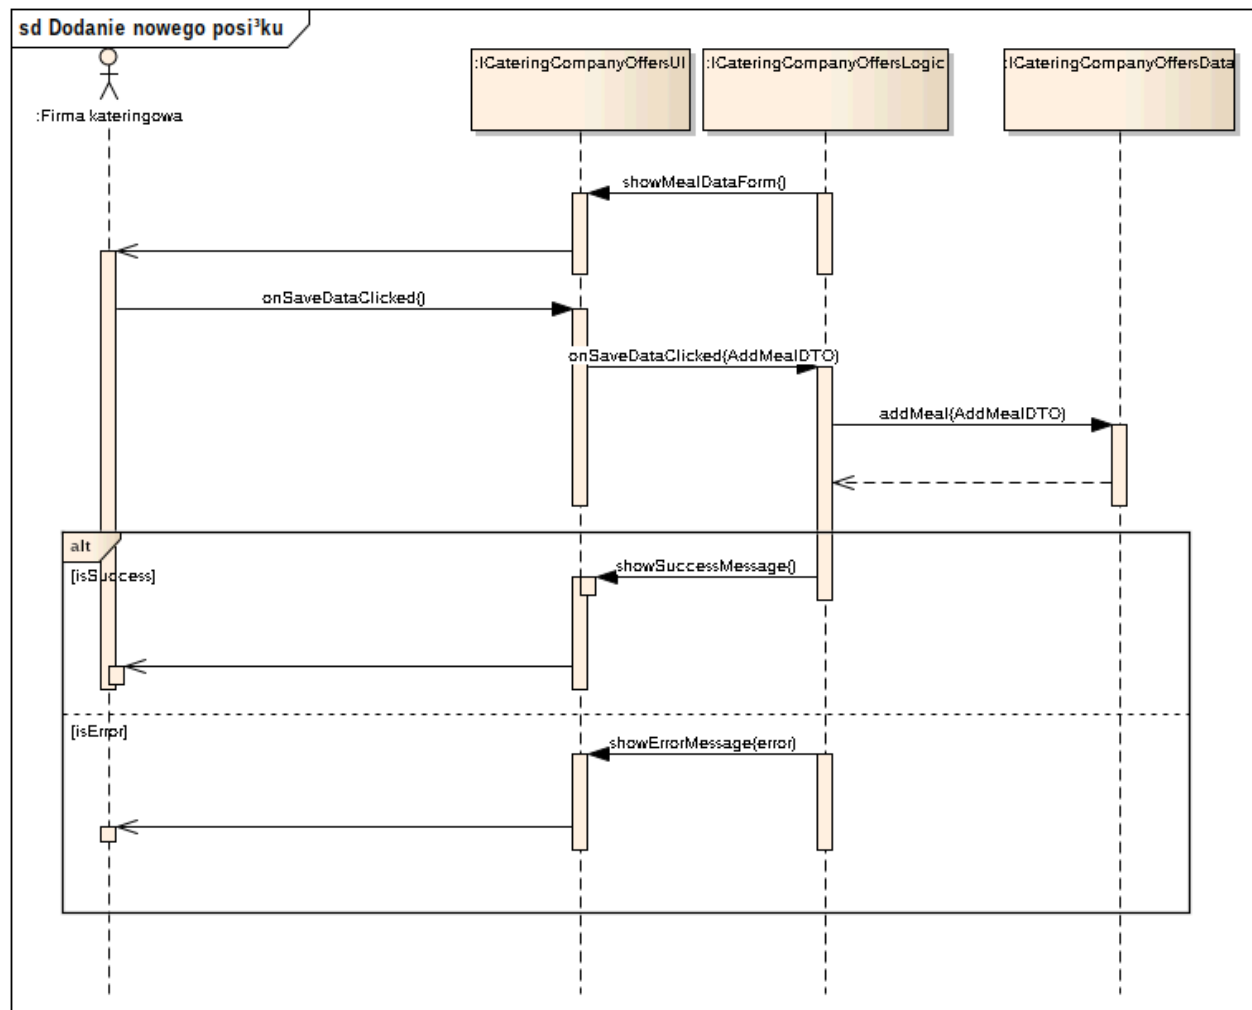 sd Dodanie nowego posi³ku
:Firma kateringowa
:ICateringCompanyOffersUI
:ICateringCompanyOffersLogic
:ICateringCompanyOffersData
showMealDataForm()
onSaveDataClicked()
onSaveDataClicked(AddMealDTO)
addMeal(AddMealDTO)
alt
[isSuccess]
showSuccessMessage()
[isError]
showErrorMessage(error)